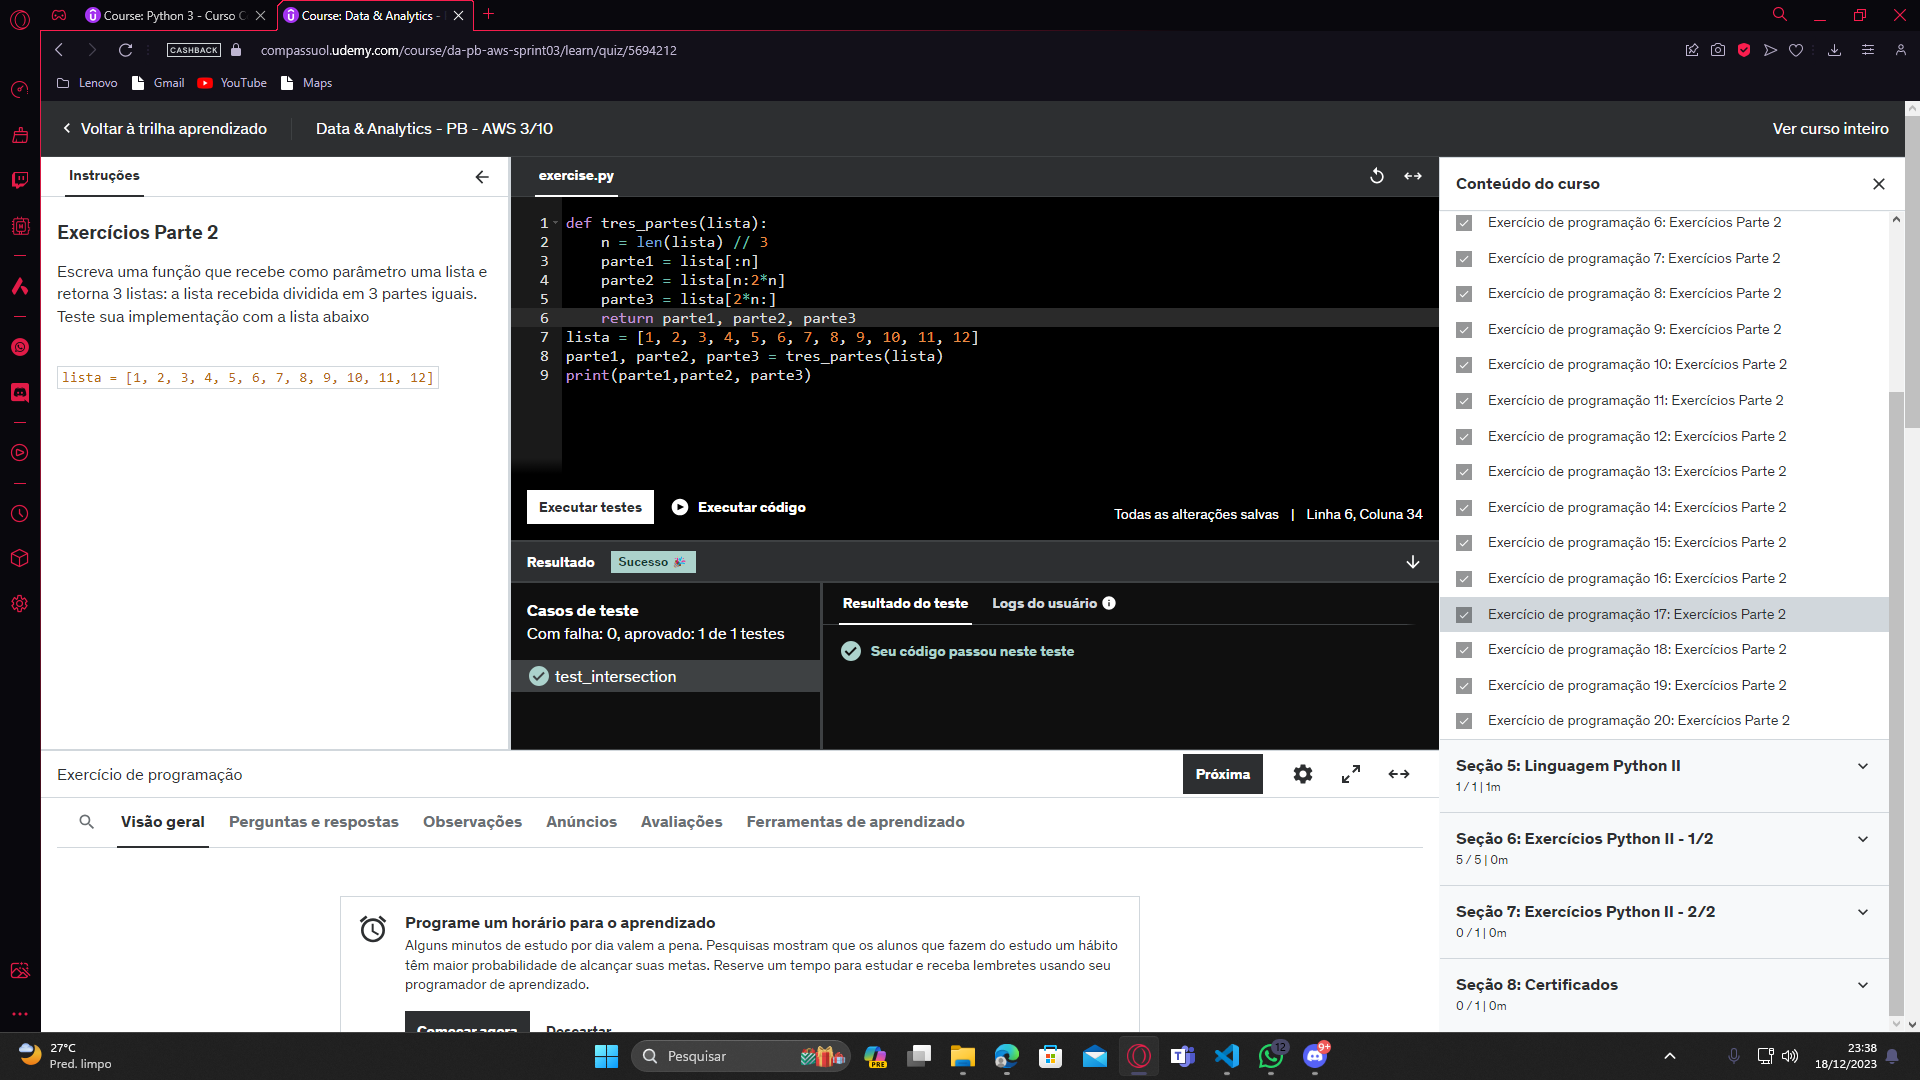 Course: Python 3 - Curso C
Course: Data & Analytics -
CASHBACK
compassuol.udemy.com/course/da-pb-aws-sprint03/learn/quiz/5694212
Lenovo
Gmail
YouTube
Maps
Voltar à trilha aprendizado
Data & Analytics - PB - AWS 3/10
Ver curso inteiro
Instruções
Exercícios Parte 2
Escreva uma função que recebe como parâmetro uma lista e
retorna 3 listas: a lista recebida dividida em 3 partes iguais.
Teste sua implementação com a lista abaixo
lista = [1, 2, 3, 4, 5, 6, 7, 8, 9, 10, 11, 12]
exercise.py
1 def tres_partes(lista):
2 n = len(lista) // 3
3 parte1 = lista[:n]
4 parte2 = lista[n:2*n]
5 parte3 = lista[2*n:]
6 return parte1, parte2, parte3
7 lista = [1, 2, 3, 4, 5, 6, 7, 8, 9, 10, 11, 12]
8 parte1, parte2, parte3 = tres_partes(lista)
9 print(parte1,parte2, parte3)
Executar testes
Executar código
Todas as alterações salvas | Linha 6, Coluna 34
Resultado
Sucesso
Casos de teste
Com falha: 0, aprovado: 1 de 1 testes
test_intersection
Resultado do teste
Logs do usuário
Seu código passou neste teste
Conteúdo do curso
Exercício de programação 6: Exercícios Parte 2
Exercício de programação 7: Exercícios Parte 2
Exercício de programação 8: Exercícios Parte 2
Exercício de programação 9: Exercícios Parte 2
Exercício de programação 10: Exercícios Parte 2
Exercício de programação 11: Exercícios Parte 2
Exercício de programação 12: Exercícios Parte 2
Exercício de programação 13: Exercícios Parte 2
Exercício de programação 14: Exercícios Parte 2
Exercício de programação 15: Exercícios Parte 2
Exercício de programação 16: Exercícios Parte 2
Exercício de programação 17: Exercícios Parte 2
Exercício de programação 18: Exercícios Parte 2
Exercício de programação 19: Exercícios Parte 2
Exercício de programação 20: Exercícios Parte 2
Seção 5: Linguagem Python II
1 / 1 | 1m
Seção 6: Exercícios Python II - 1/2
5 / 5 | 0m
Seção 7: Exercícios Python II - 2/2
0 / 1 | 0m
Seção 8: Certificados
0 / 1 | 0m
Exercício de programação
Próxima
Visão geral
Perguntas e respostas
Observações
Anúncios
Avaliações
Ferramentas de aprendizado
Programe um horário para o aprendizado
Alguns minutos de estudo por dia valem a pena. Pesquisas mostram que os alunos que fazem do estudo um hábito
têm maior probabilidade de alcançar suas metas. Reserve um tempo para estudar e receba lembretes usando seu
programador de aprendizado.
Começar agora
Descartar
27°C
Pred. limpo
Pesquisar
PRE
12
9+
23:38
18/12/2023